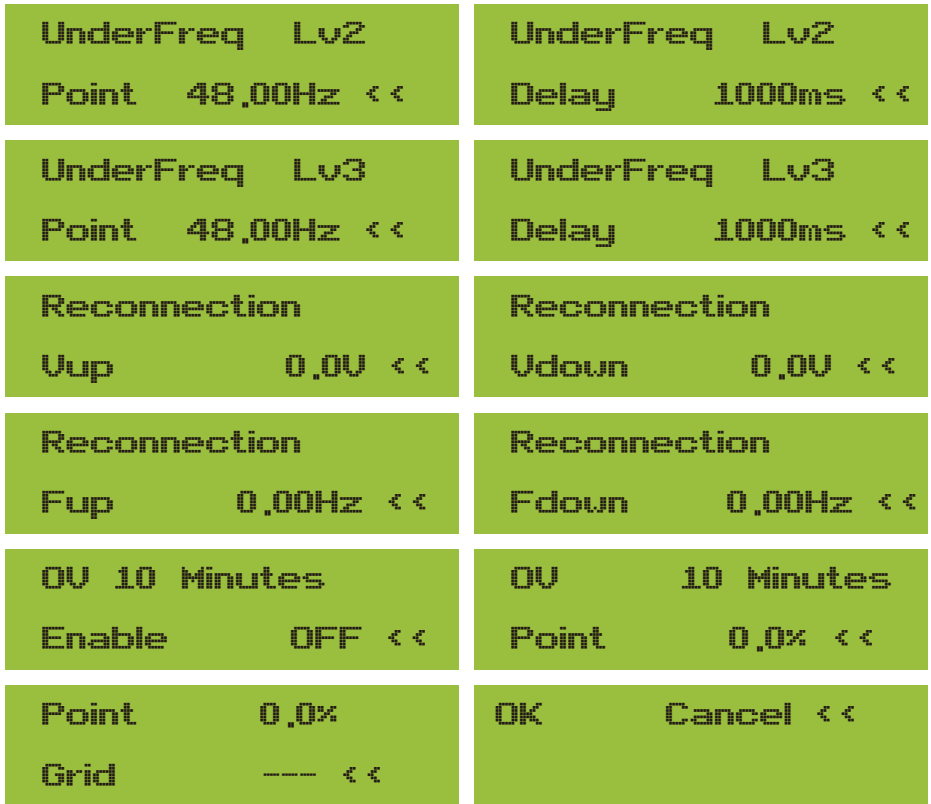 UnderFreq Lv2
Point 48.00Hz <<
UnderFreq Lv2
Delay 1000ms <<
UnderFreq Lv3
Point 48.00Hz <<
UnderFreq Lv3
Delay 1000ms <<
Reconnection
Vup 0.0V <<
Reconnection
Vdown 0.0V <<
Reconnection
Fup 0.00Hz <<
Reconnection
Fdown 0.00Hz <<
OV 10 Minutes
Enable OFF <<
OV 10 Minutes
Point 0.0% <<
Point 0.0%
Grid --- <<
OK Cancel <<